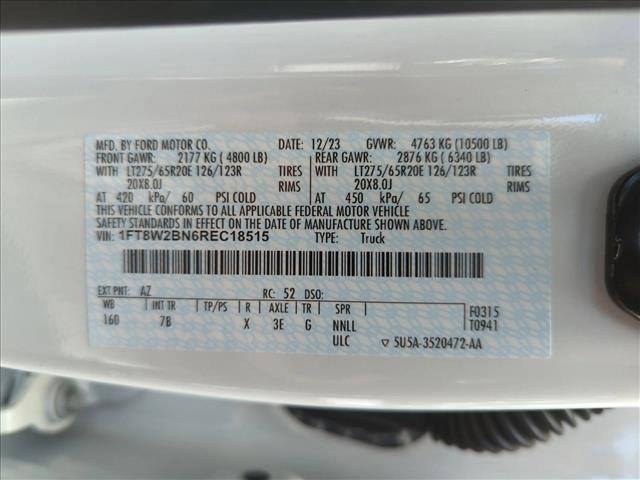 MFD. BY FORD MOTOR CO. DATE: 12/23 GVWR: 4763 KG (10500 LB)
FRONT GAWR: 2177 KG ( 4800 LB) REAR GAWR: 2876 KG ( 6340 LB)
WITH LT275/65R20E 126/123R TIRES WITH LT275/65R20E 126/123R TIRES
20X8.0J RIMS 20X8.0J RIMS
AT 420 kPa/ 60 PSI COLD AT 450 kPa/ 65 PSI COLD
THIS VEHICLE CONFORMS TO ALL APPLICABLE FEDERAL MOTOR VEHICLE
SAFETY STANDARDS IN EFFECT ON THE DATE OF MANUFACTURE SHOWN ABOVE.
VIN: 1FT8W2BN6REC18515 TYPE: Truck
EXT PNT: AZ RC: 52 DSO:
WB INT TR TP/PS R AXLE TR SPR F0315
160 7B X 3E G NNLL T0941
ULC ▽ 5U5A-3520472-AA